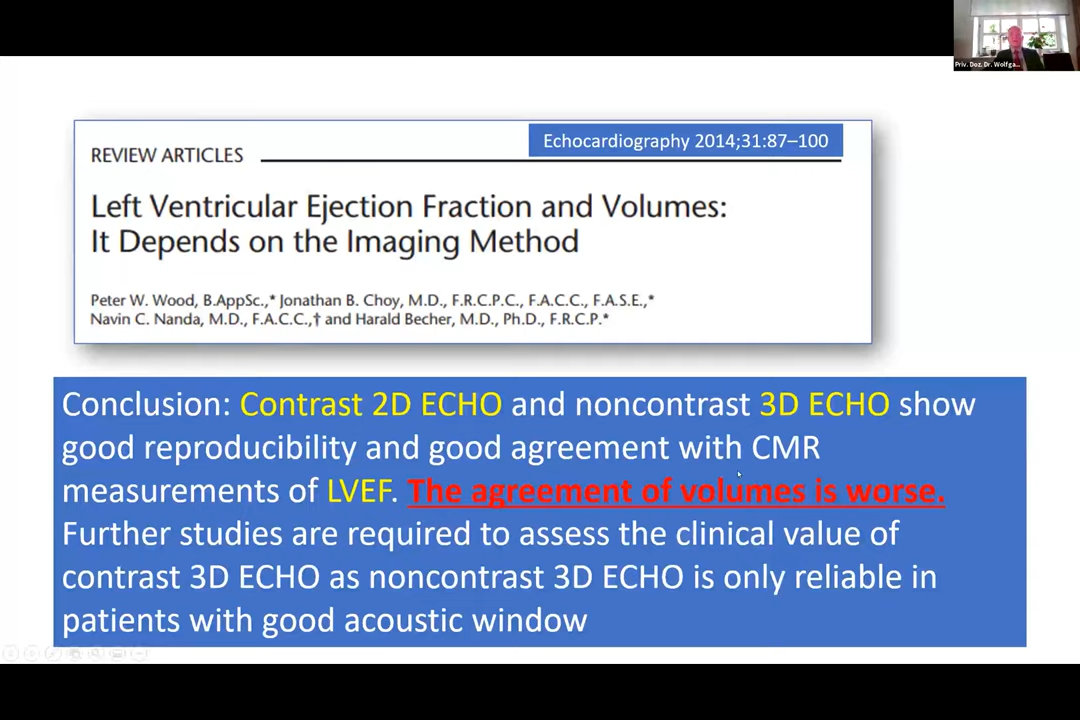 Priv. Doz. Dr. Wolfga...
Echocardiography 2014;31:87–100
REVIEW ARTICLES
Left Ventricular Ejection Fraction and Volumes:
It Depends on the Imaging Method
Peter W. Wood, B.AppSc.,* Jonathan B. Choy, M.D., F.R.C.P.C., F.A.C.C., F.A.S.E.,*
Navin C. Nanda, M.D., F.A.C.C.,† and Harald Becher, M.D., Ph.D., F.R.C.P.*
Conclusion: Contrast 2D ECHO and noncontrast 3D ECHO show
good reproducibility and good agreement with CMR
measurements of LVEF. The agreement of volumes is worse.
Further studies are required to assess the clinical value of
contrast 3D ECHO as noncontrast 3D ECHO is only reliable in
patients with good acoustic window